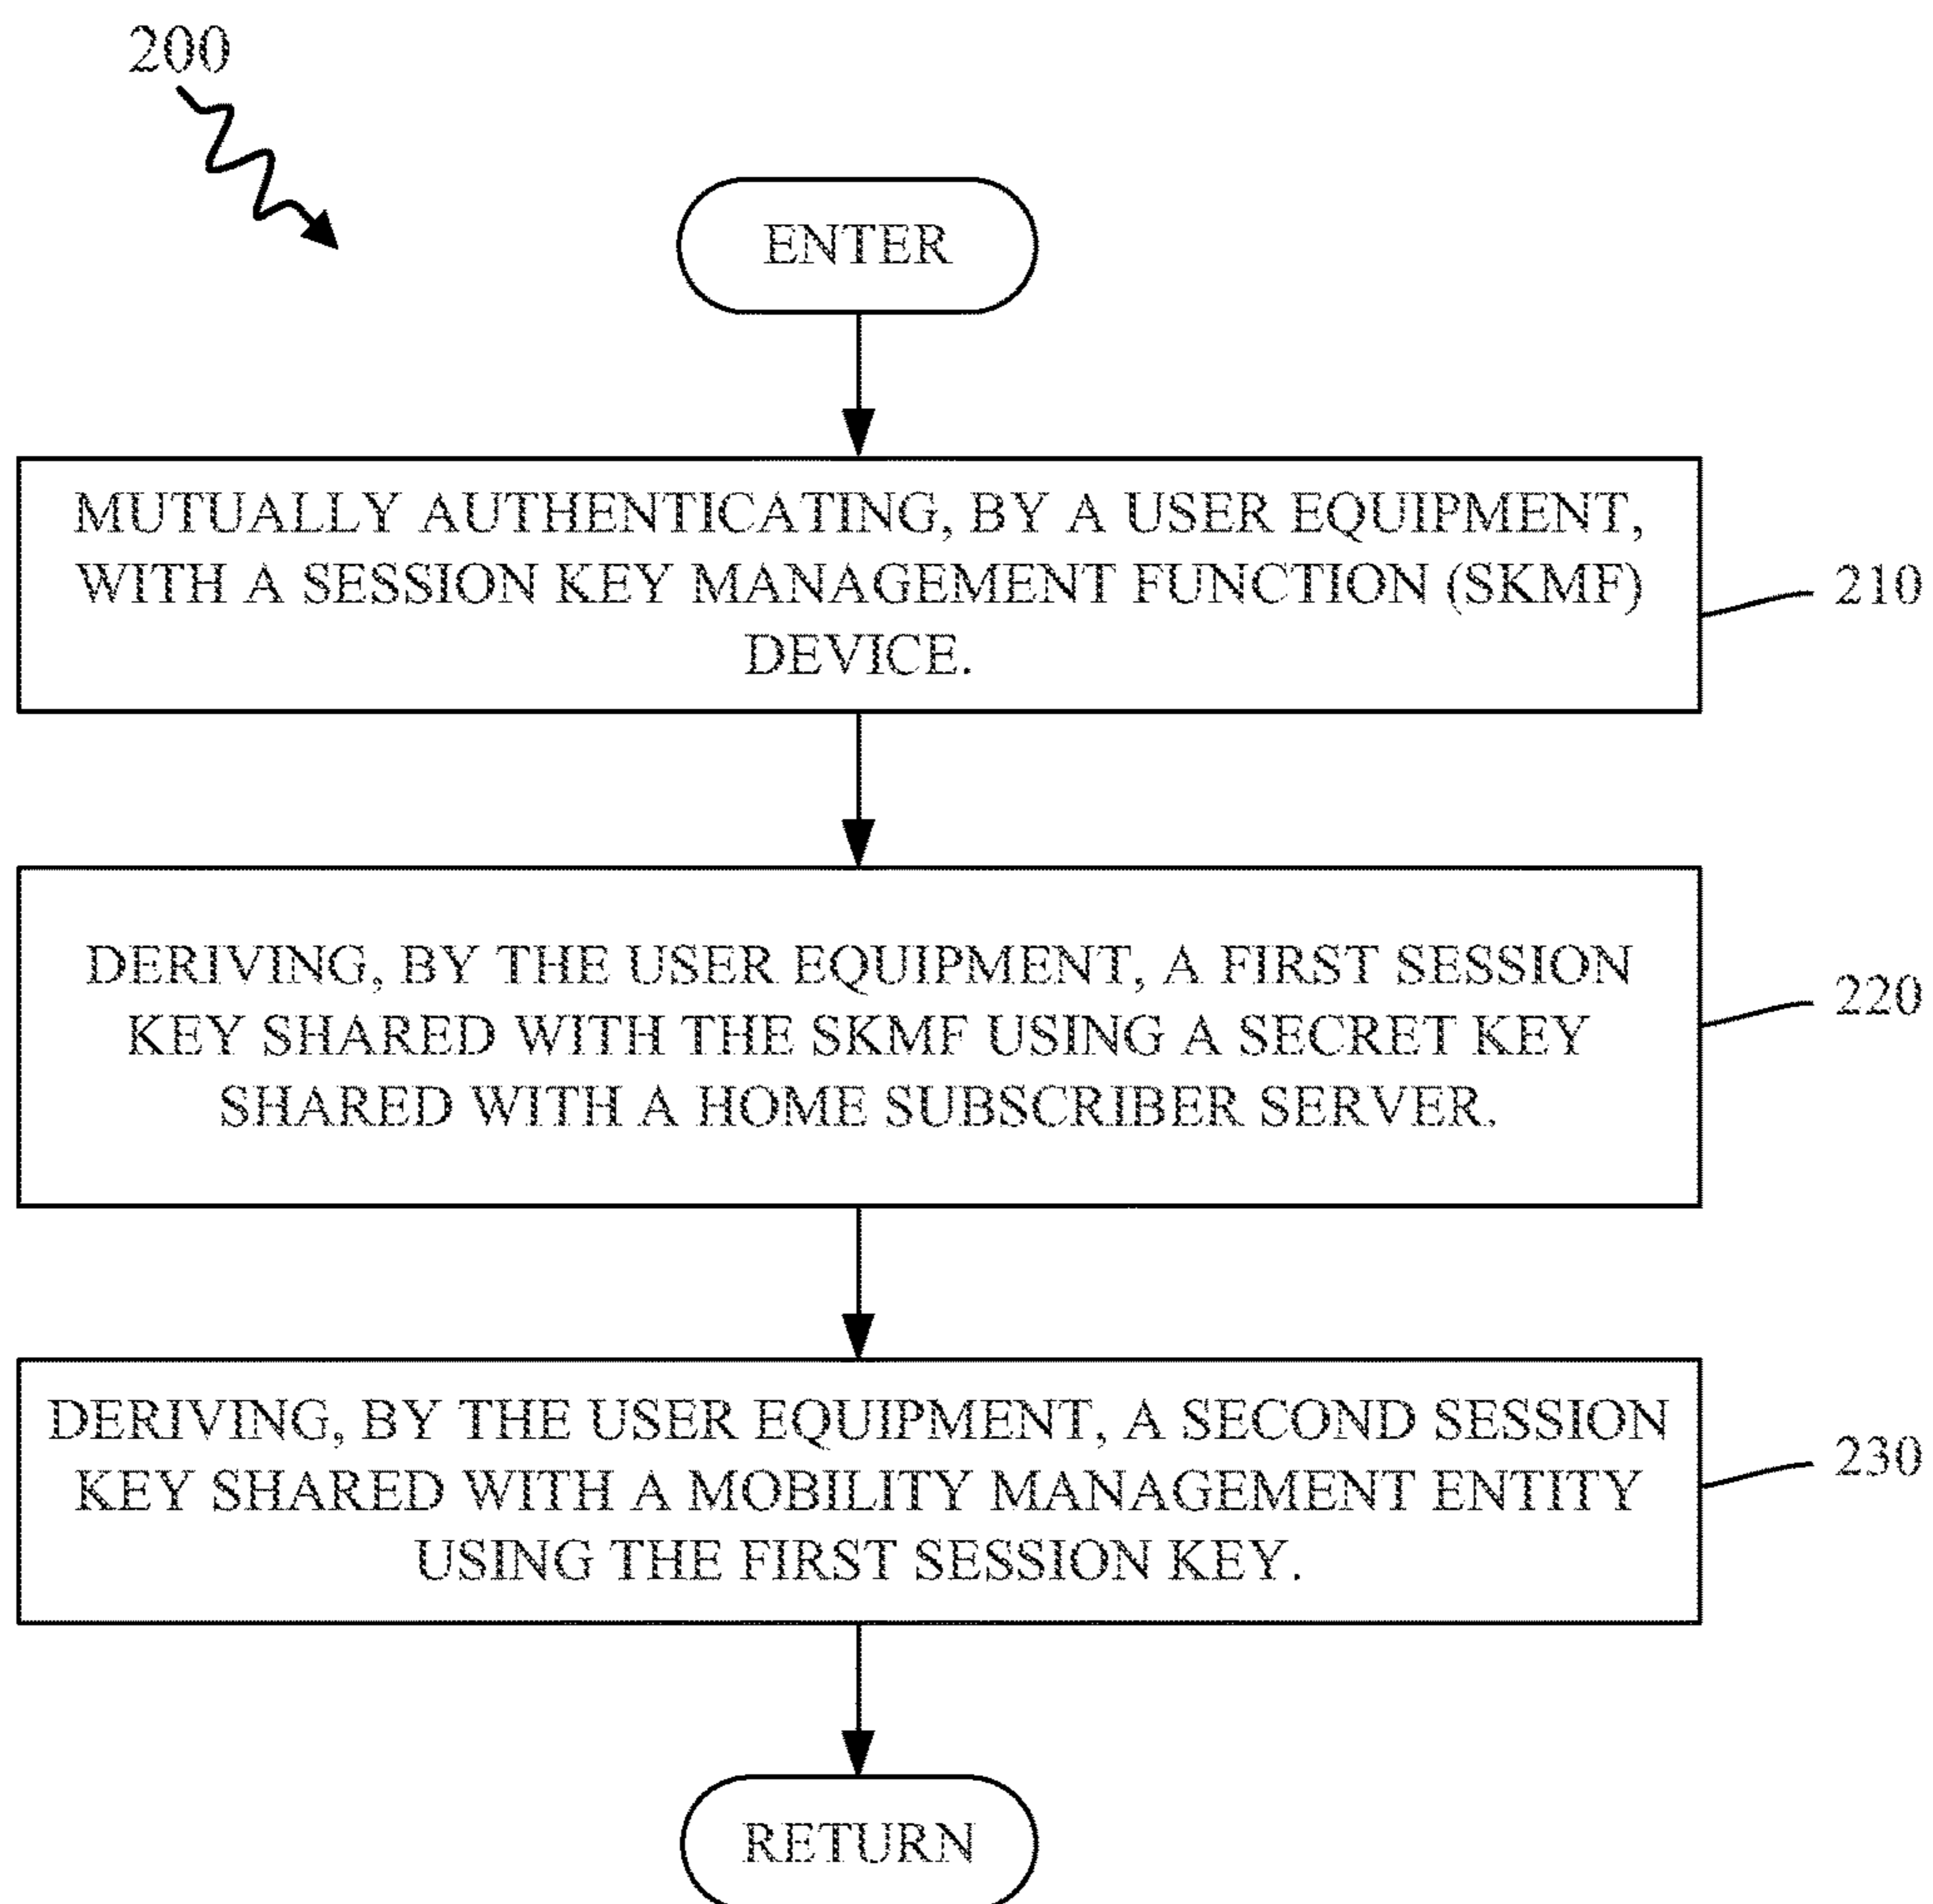 200
ENTER
MUTUALLY AUTHENTICATING, BY A USER EQUIPMENT,
WITH A SESSION KEY MANAGEMENT FUNCTION (SKMF)
DEVICE.
210
DERIVING, BY THE USER EQUIPMENT, A FIRST SESSION
KEY SHARED WITH THE SKMF USING A SECRET KEY
SHARED WITH A HOME SUBSCRIBER SERVER.
220
DERIVING, BY THE USER EQUIPMENT, A SECOND SESSION
KEY SHARED WITH A MOBILITY MANAGEMENT ENTITY
USING THE FIRST SESSION KEY.
230
RETURN